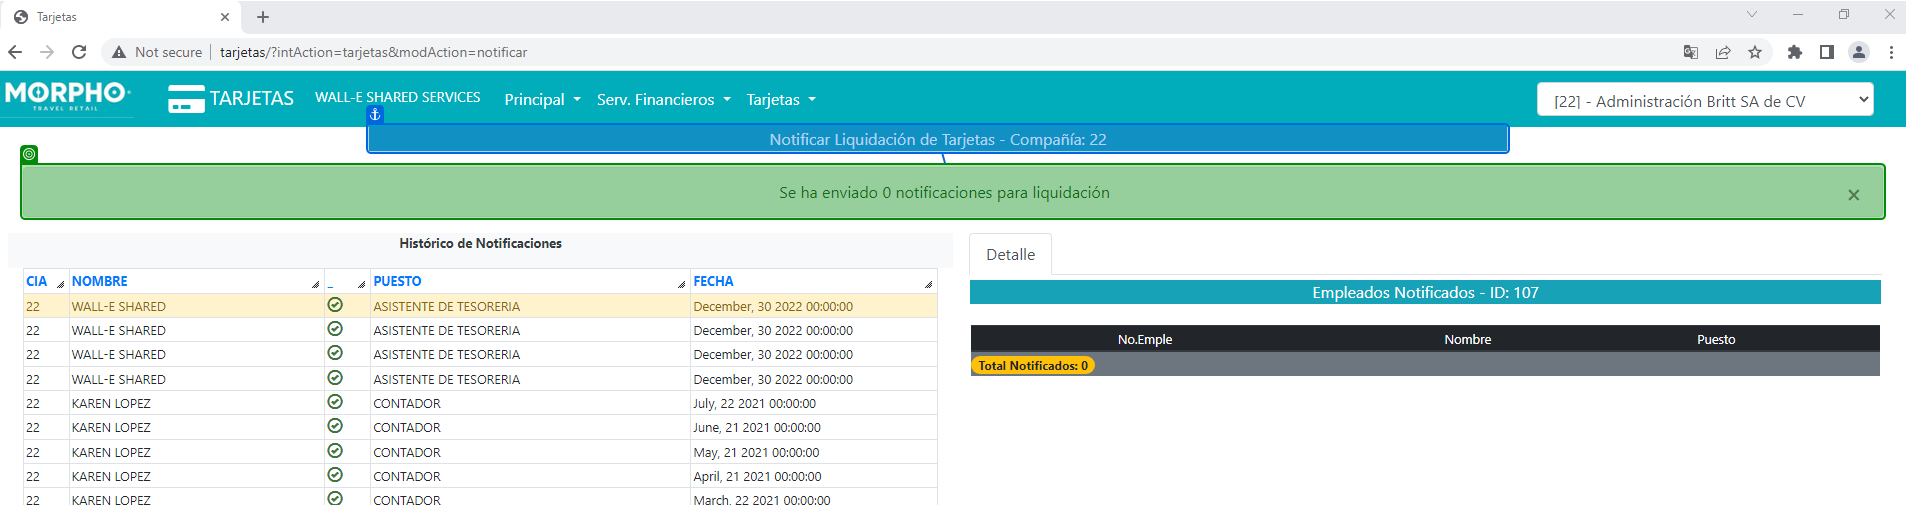 Tarjetas
Not secure tarjetas/?intAction=tarjetas&modAction=notificar
MORPHO
TRAVEL RETAIL
TARJETAS WALL-E SHARED SERVICES Principal Serv. Financieros Tarjetas [22] - Administración Britt SA de CV
Notificar Liquidación de Tarjetas - Compañía: 22
Se ha enviado 0 notificaciones para liquidación ×
Histórico de Notificaciones
CIA NOMBRE _ PUESTO FECHA
22 WALL-E SHARED ASISTENTE DE TESORERIA December, 30 2022 00:00:00
22 WALL-E SHARED ASISTENTE DE TESORERIA December, 30 2022 00:00:00
22 WALL-E SHARED ASISTENTE DE TESORERIA December, 30 2022 00:00:00
22 WALL-E SHARED ASISTENTE DE TESORERIA December, 30 2022 00:00:00
22 KAREN LOPEZ CONTADOR July, 22 2021 00:00:00
22 KAREN LOPEZ CONTADOR June, 21 2021 00:00:00
22 KAREN LOPEZ CONTADOR May, 21 2021 00:00:00
22 KAREN LOPEZ CONTADOR April, 21 2021 00:00:00
22 KAREN LOPEZ CONTADOR March, 22 2021 00:00:00
Detalle
Empleados Notificados - ID: 107
No.Emple Nombre Puesto
Total Notificados: 0